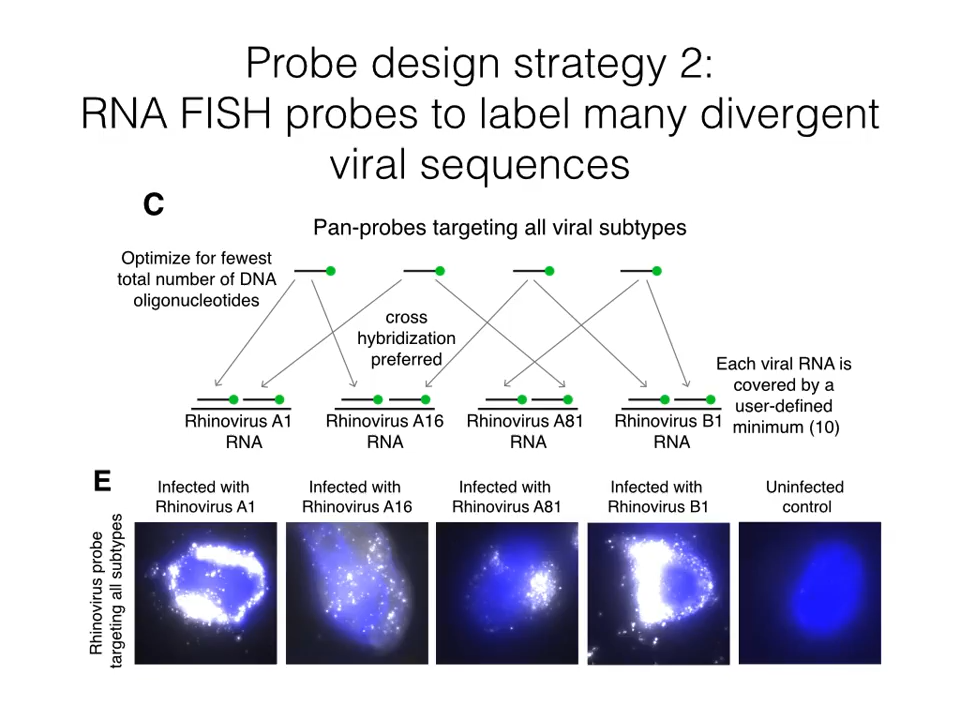 Probe design strategy 2:
RNA FISH probes to label many divergent
viral sequences
C
Pan-probes targeting all viral subtypes
Optimize for fewest
total number of DNA
oligonucleotides
cross
hybridization
preferred
Each viral RNA is
covered by a
user-defined
minimum (10)
Rhinovirus A1
RNA
Rhinovirus A16
RNA
Rhinovirus A81
RNA
Rhinovirus B1
RNA
E
Infected with
Rhinovirus A1
Infected with
Rhinovirus A16
Infected with
Rhinovirus A81
Infected with
Rhinovirus B1
Uninfected
control
Rhinovirus probe
targeting all subtypes